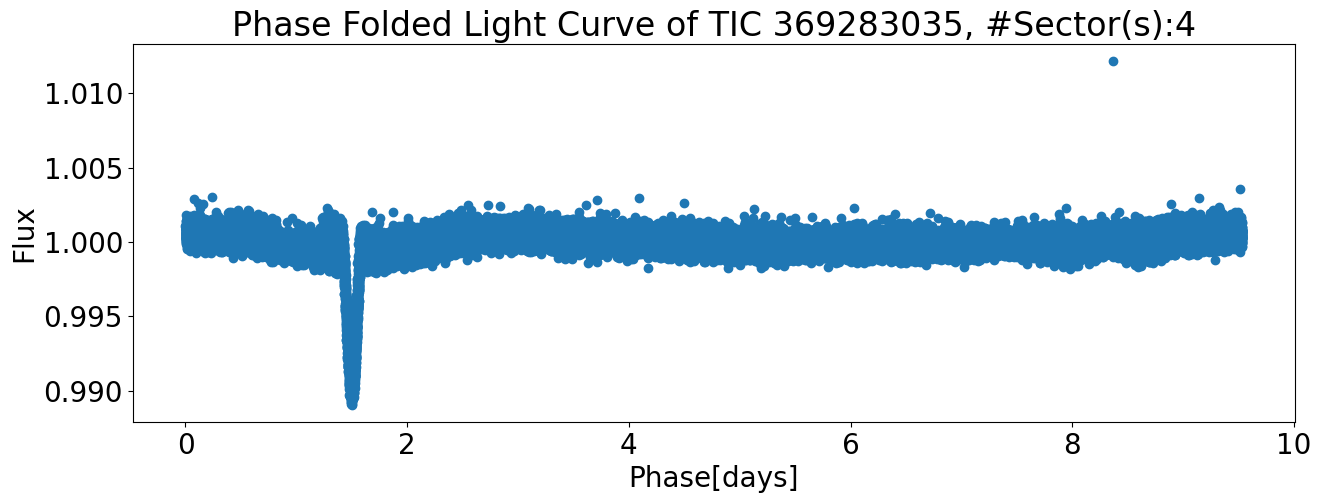 Phase Folded Light Curve of TIC 369283035, #Sector(s):4
1.010
1.005
1.000
0.995
0.990
Flux
0 2 4 6 8 10
Phase[days]